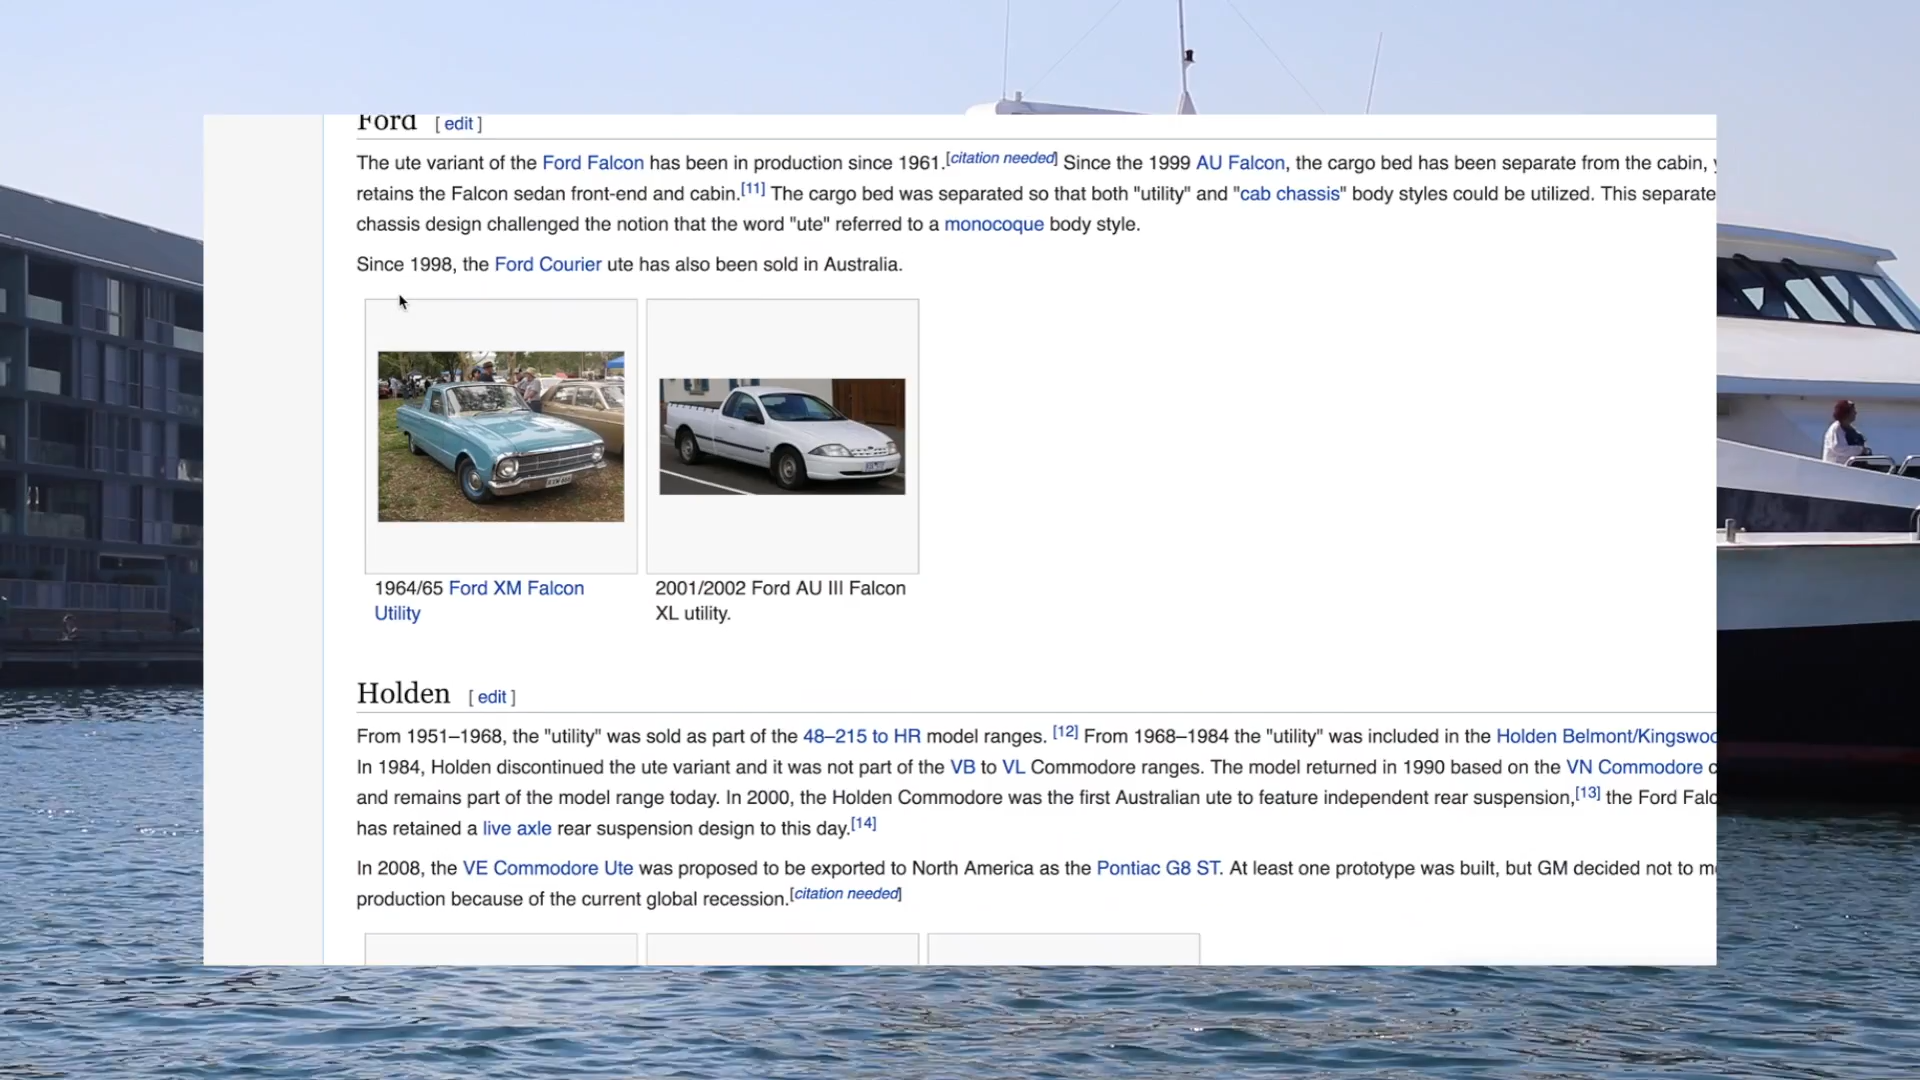 Ford [ edit ]
The ute variant of the Ford Falcon has been in production since 1961.[citation needed] Since the 1999 AU Falcon, the cargo bed has been separate from the cabin,
retains the Falcon sedan front-end and cabin.[11] The cargo bed was separated so that both "utility" and "cab chassis" body styles could be utilized. This separate
chassis design challenged the notion that the word "ute" referred to a monocoque body style.
Since 1998, the Ford Courier ute has also been sold in Australia.
1964/65 Ford XM Falcon
Utility
2001/2002 Ford AU III Falcon
XL utility.
Holden [ edit ]
From 1951–1968, the "utility" was sold as part of the 48–215 to HR model ranges. [12] From 1968–1984 the "utility" was included in the Holden Belmont/Kingswoo
In 1984, Holden discontinued the ute variant and it was not part of the VB to VL Commodore ranges. The model returned in 1990 based on the VN Commodore
and remains part of the model range today. In 2000, the Holden Commodore was the first Australian ute to feature independent rear suspension,[13] the Ford Falc
has retained a live axle rear suspension design to this day.[14]
In 2008, the VE Commodore Ute was proposed to be exported to North America as the Pontiac G8 ST. At least one prototype was built, but GM decided not to m
production because of the current global recession.[citation needed]